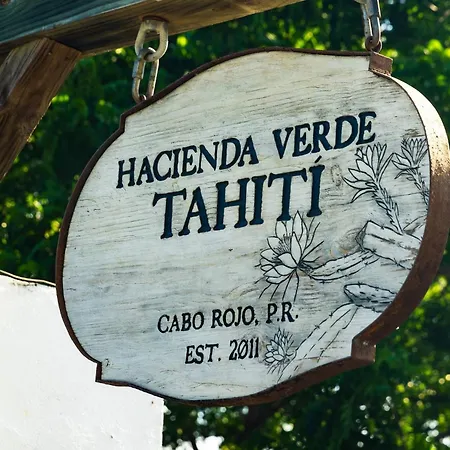 HACIENDA VERDE
TAHITÍ
CABO ROJO, P.R.
EST. 2011